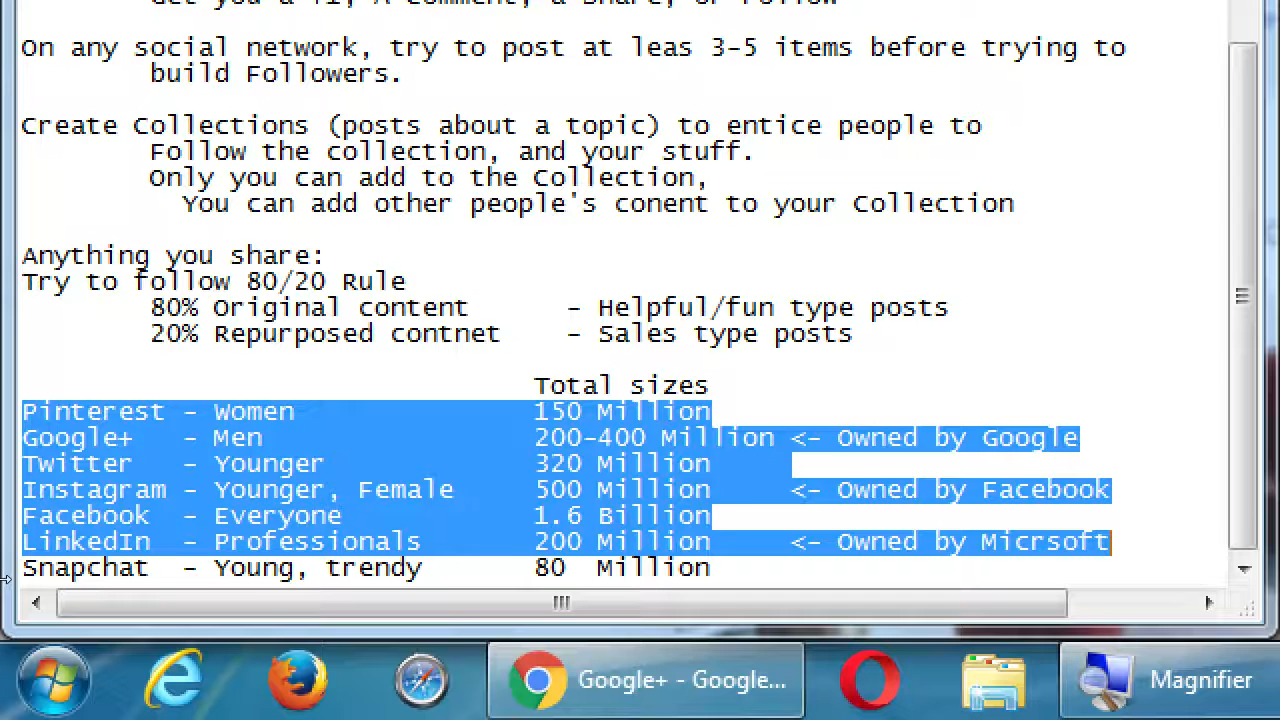 On any social network, try to post at leas 3-5 items before trying to
build Followers.
Create Collections (posts about a topic) to entice people to
Follow the collection, and your stuff.
Only you can add to the Collection,
You can add other people's conent to your Collection
Anything you share:
Try to follow 80/20 Rule
80% Original content - Helpful/fun type posts
20% Repurposed contnet - Sales type posts
Total sizes
Pinterest - Women 150 Million
Google+ - Men 200-400 Million <- Owned by Google
Twitter - Younger 320 Million
Instagram - Younger, Female 500 Million <- Owned by Facebook
Facebook - Everyone 1.6 Billion
LinkedIn - Professionals 200 Million <- Owned by Micrsoft
Snapchat - Young, trendy 80 Million
Google+ - Google... Magnifier